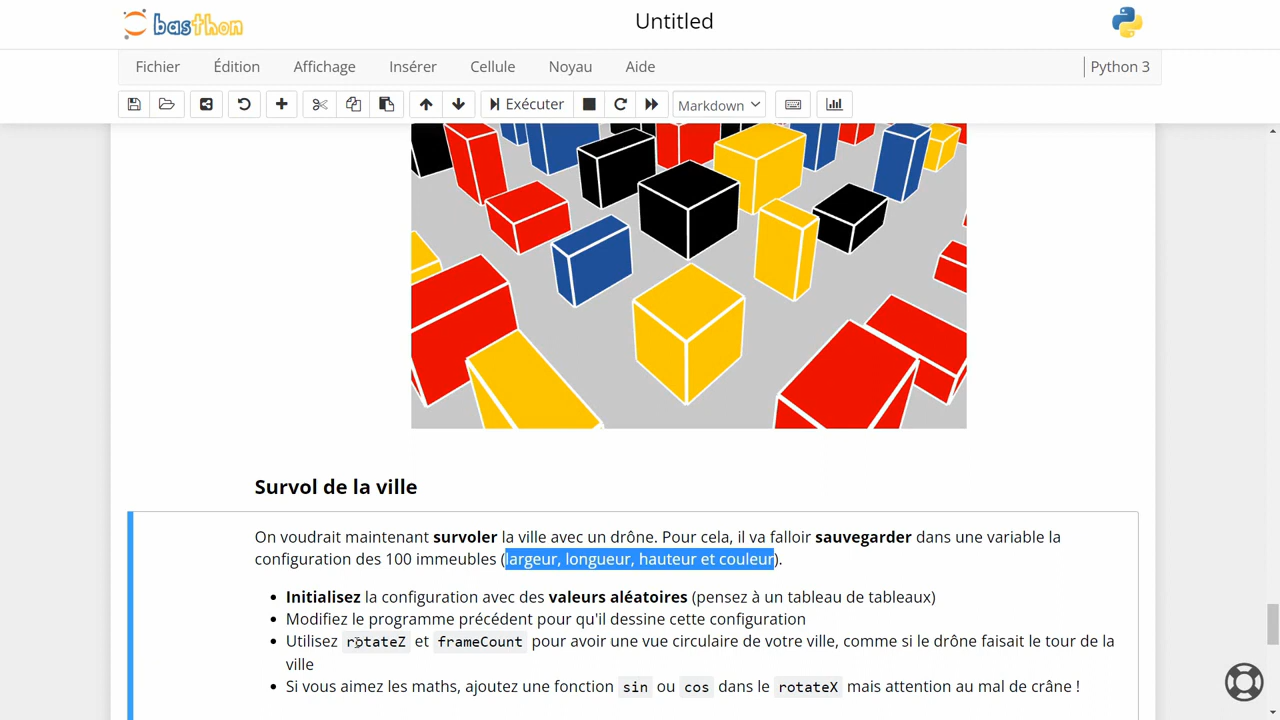 basthon
Untitled
Fichier Édition Affichage Insérer Cellule Noyau Aide Python 3
Exécuter Markdown
Survol de la ville
On voudrait maintenant survoler la ville avec un drône. Pour cela, il va falloir sauvegarder dans une variable la
configuration des 100 immeubles (largeur, longueur, hauteur et couleur).
• Initialisez la configuration avec des valeurs aléatoires (pensez à un tableau de tableaux)
• Modifiez le programme précédent pour qu'il dessine cette configuration
• Utilisez rotateZ et frameCount pour avoir une vue circulaire de votre ville, comme si le drône faisait le tour de la
ville
• Si vous aimez les maths, ajoutez une fonction sin ou cos dans le rotateX mais attention au mal de crâne !